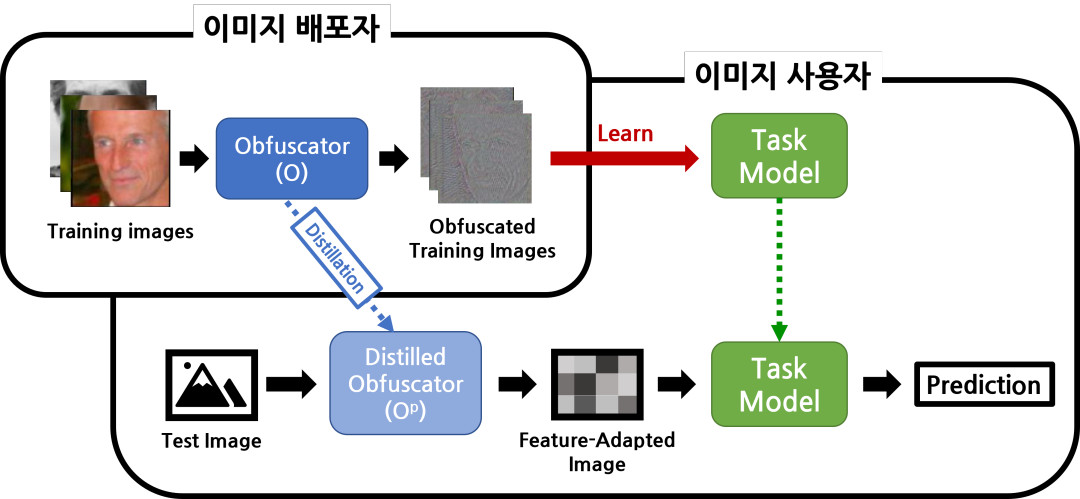 이미지 배포자
이미지 사용자
Training images
Obfuscator
(O)
Obfuscated
Training Images
Learn
Task
Model
Distillation
Test Image
Distilled
Obfuscator
(Oᵖ)
Feature-Adapted
Image
Task
Model
Prediction